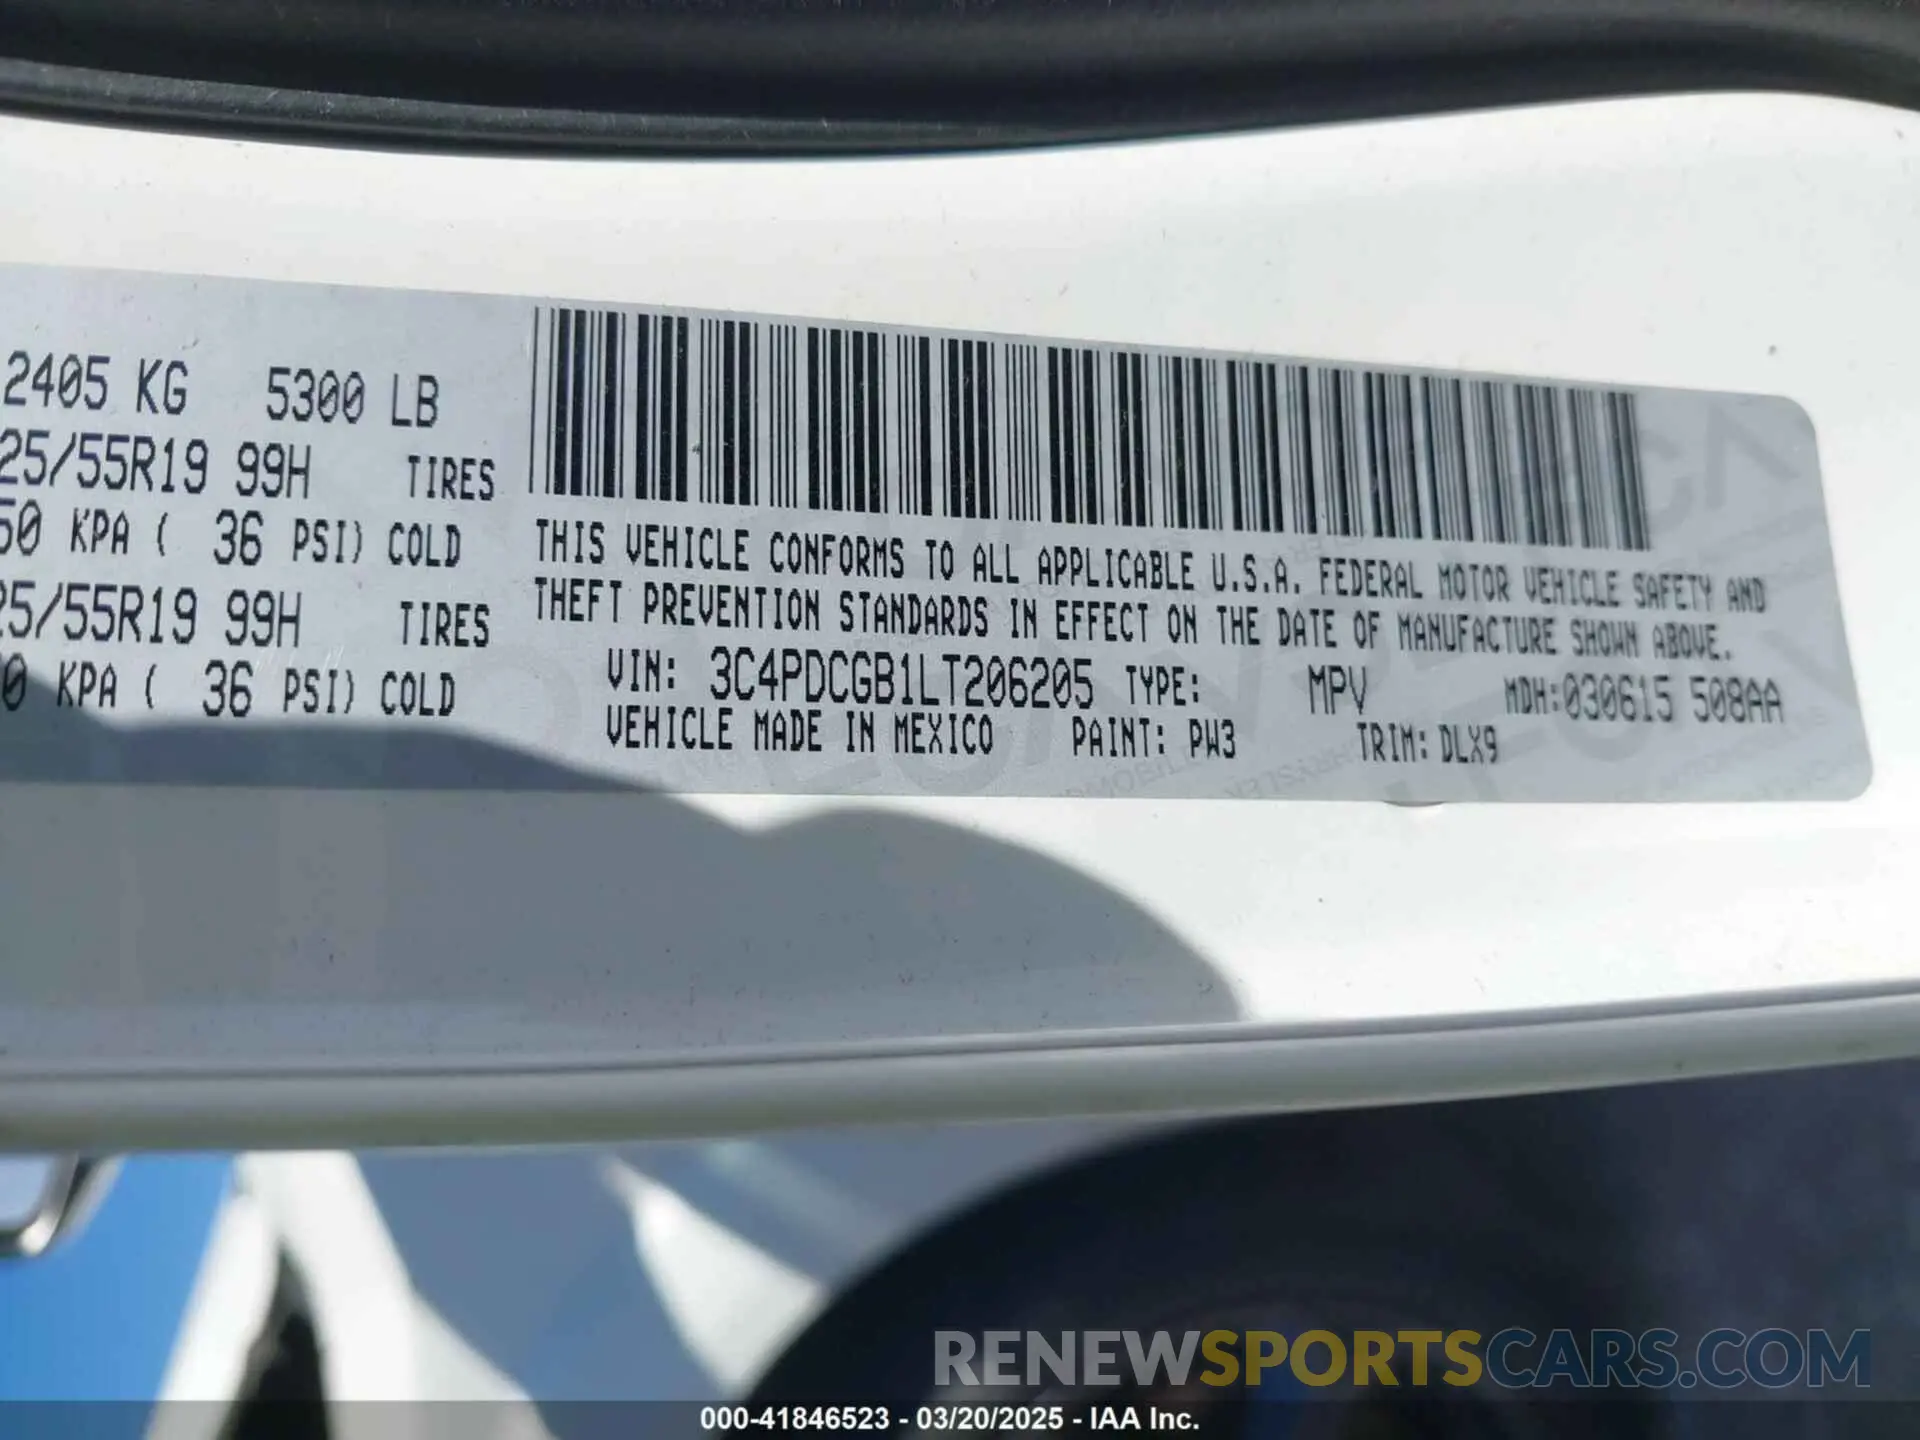 2405 KG 5300 LB
25/55R19 99H TIRES
50 KPA ( 36 PSI) COLD
25/55R19 99H TIRES
0 KPA ( 36 PSI) COLD
THIS VEHICLE CONFORMS TO ALL APPLICABLE U.S.A. FEDERAL MOTOR VEHICLE SAFETY AND
THEFT PREVENTION STANDARDS IN EFFECT ON THE DATE OF MANUFACTURE SHOWN ABOVE.
VIN: 3C4PDCGB1LT206205 TYPE: MPV MDH:030615 508AA
VEHICLE MADE IN MEXICO PAINT: PW3 TRIM: DLX9
RENEWSPORTSCARS.COM
000-41846523 - 03/20/2025 - IAA Inc.